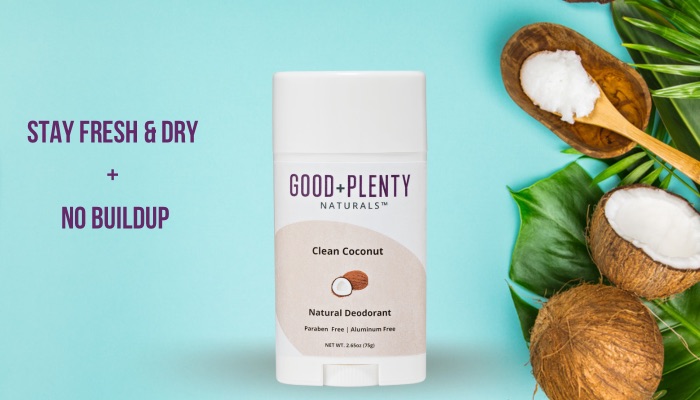 STAY FRESH & DRY
+
NO BUILDUP
GOOD+PLENTY
NATURALS™
Clean Coconut
Natural Deodorant
Paraben Free | Aluminum Free
NET WT. 2.65oz (75g)